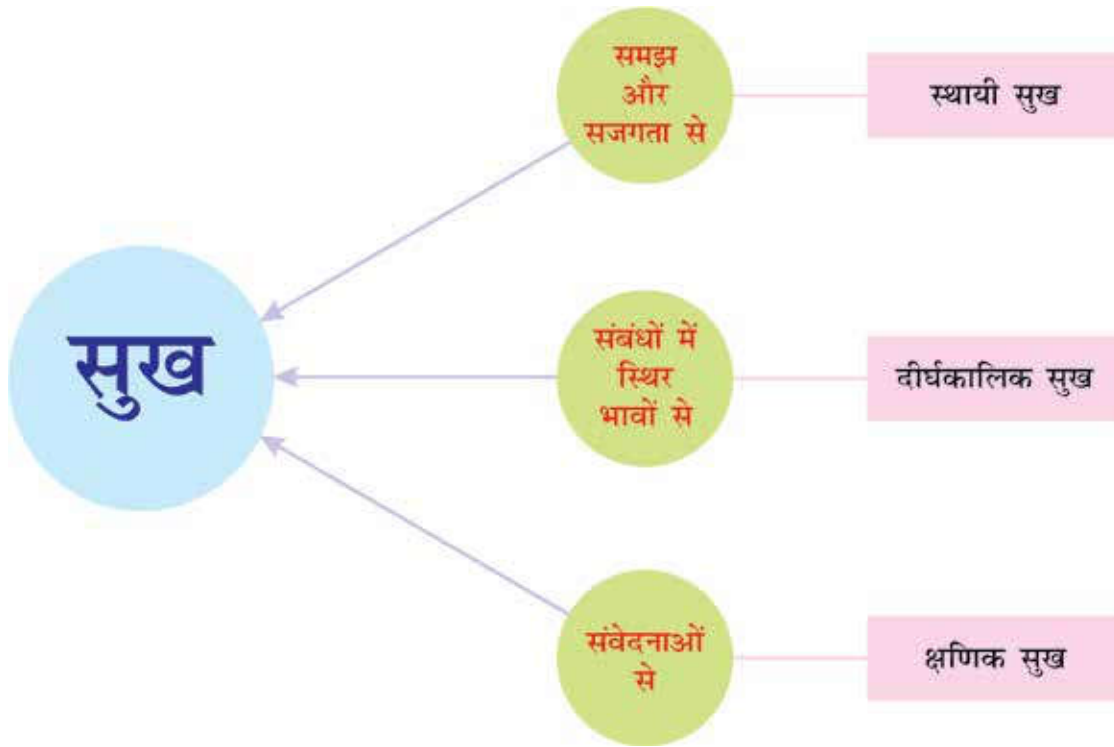 समझ
और
सजगता से
स्थायी सुख
सुख
संबंधों में
स्थिर
भावों से
दीर्घकालिक सुख
संवेदनाओं
से
क्षणिक सुख